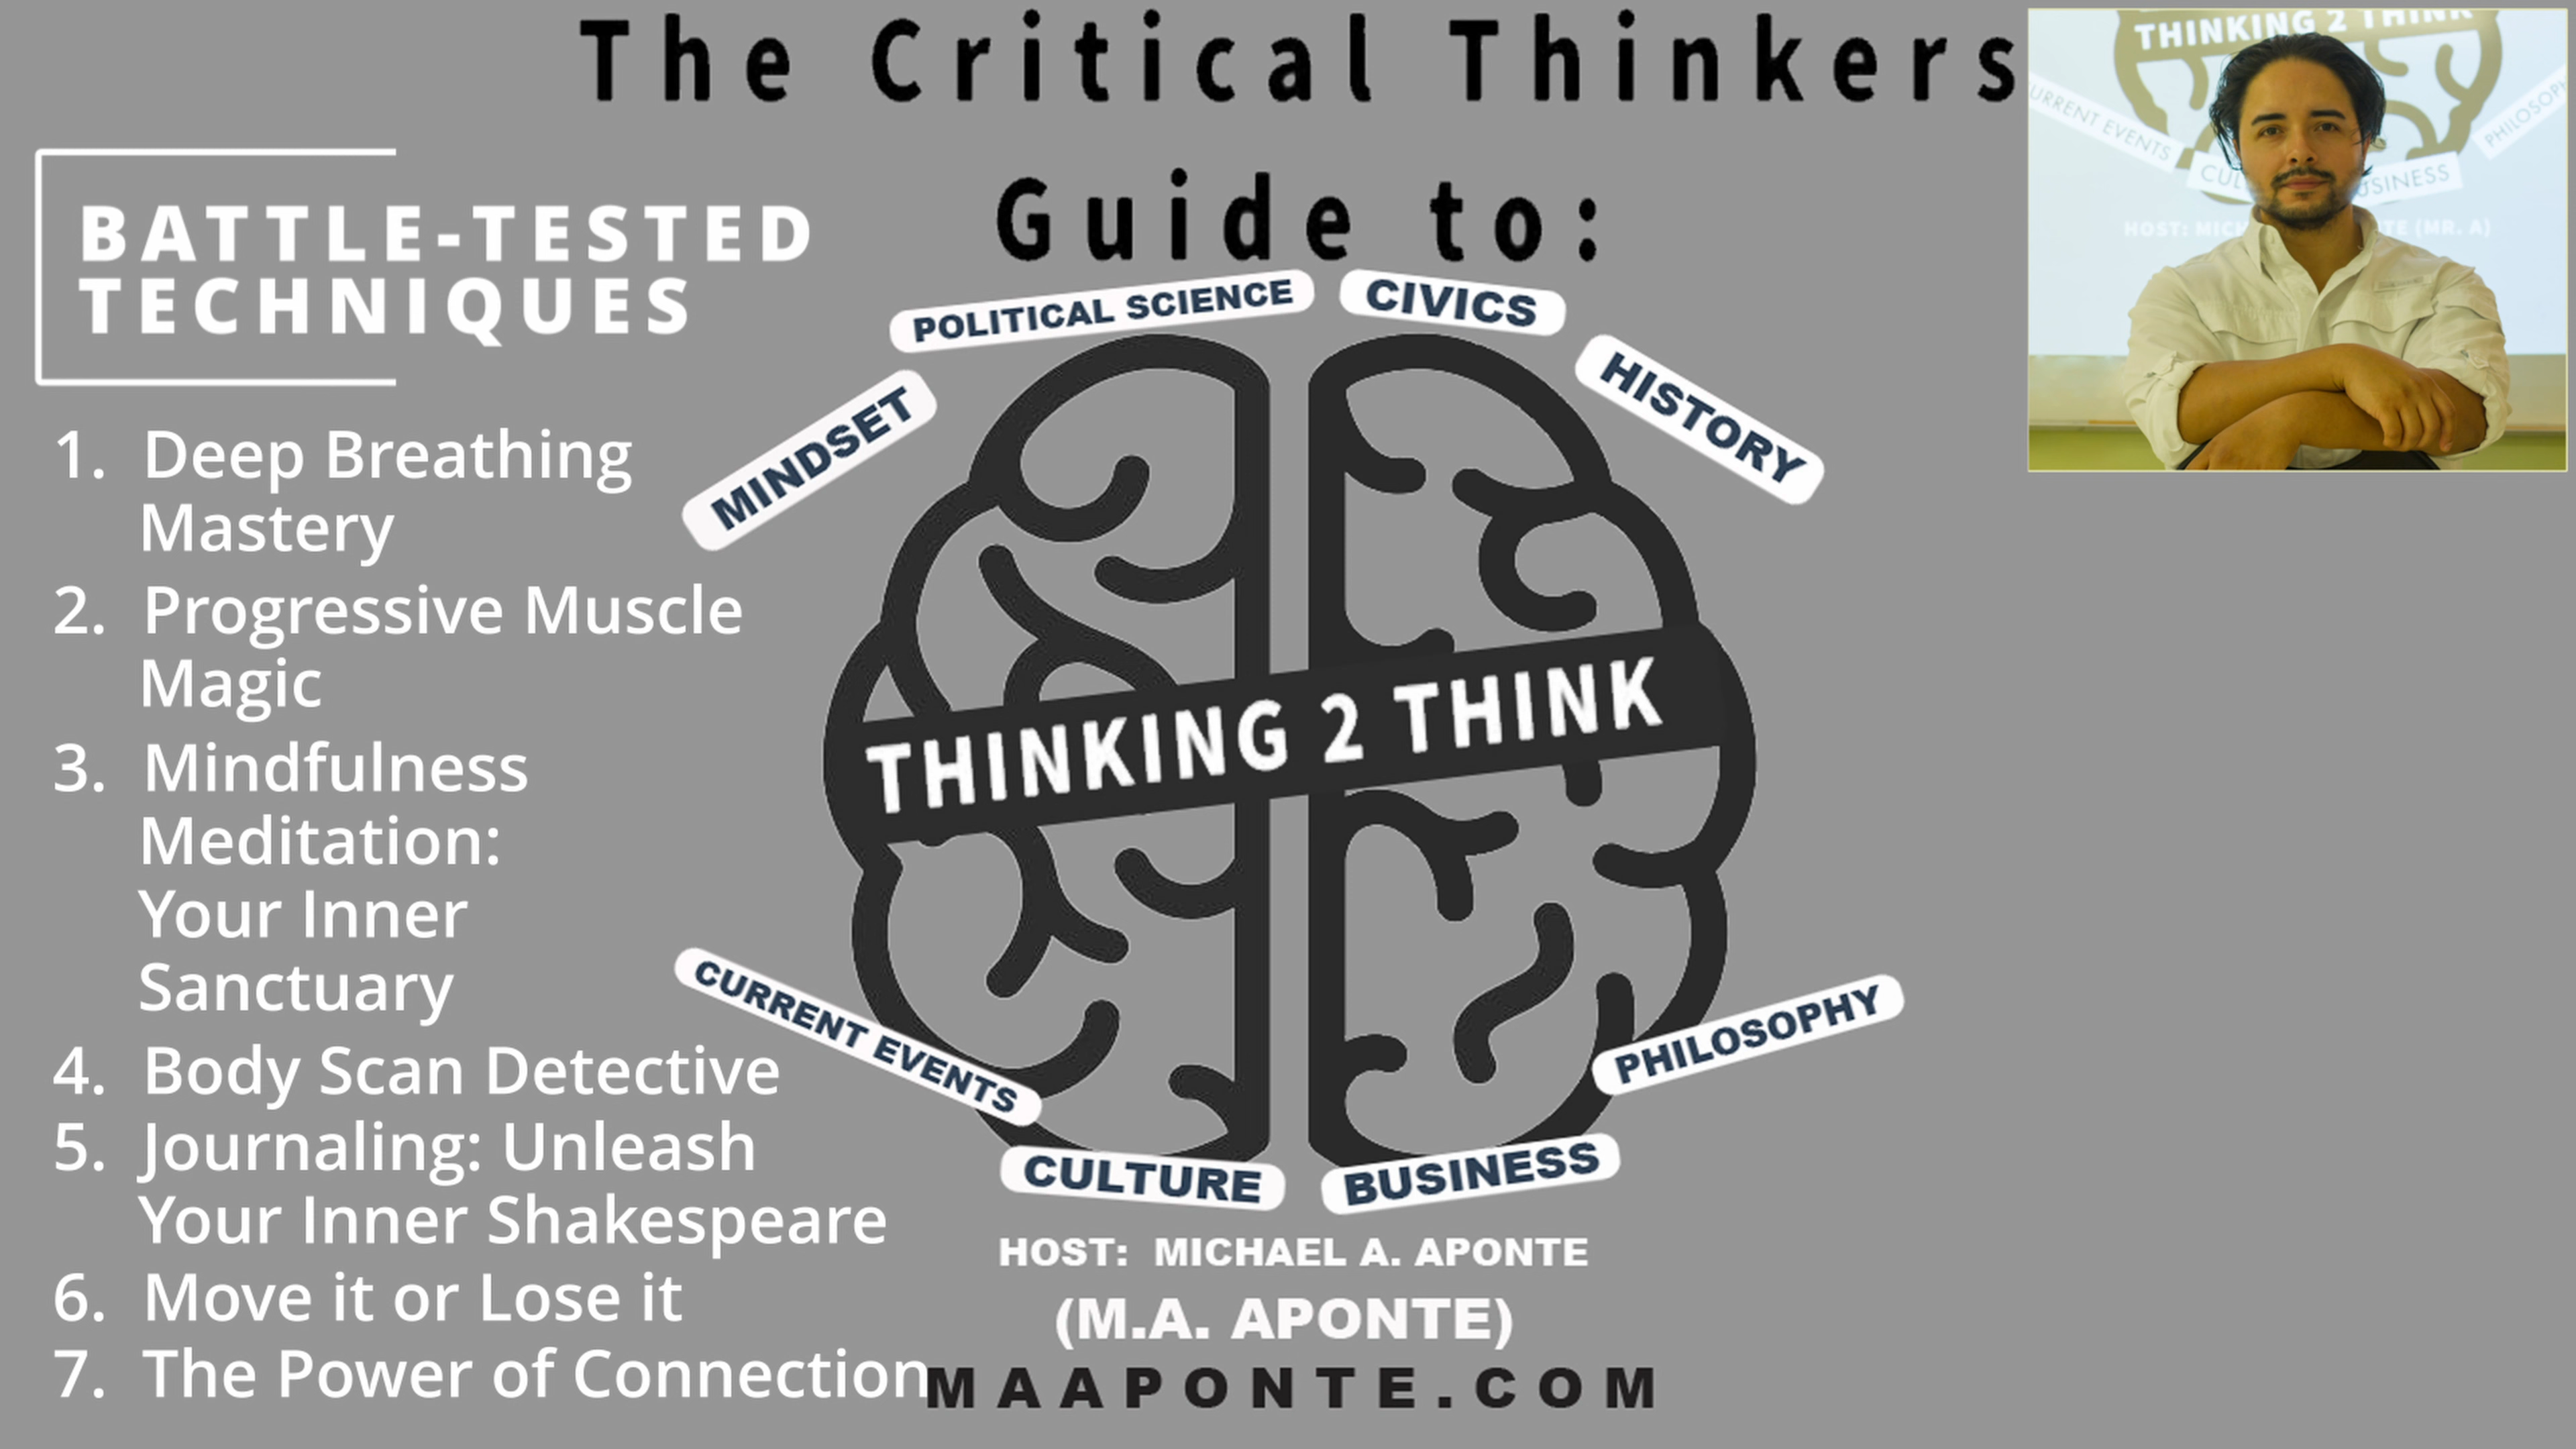 The Critical Thinkers
Guide to:
BATTLE-TESTED
TECHNIQUES
1. Deep Breathing
Mastery
2. Progressive Muscle
Magic
3. Mindfulness
Meditation:
Your Inner
Sanctuary
4. Body Scan Detective
5. Journaling: Unleash
Your Inner Shakespeare
6. Move it or Lose it
7. The Power of Connection
POLITICAL SCIENCE
CIVICS
MINDSET
HISTORY
THINKING 2 THINK
CURRENT EVENTS
PHILOSOPHY
CULTURE
BUSINESS
HOST: MICHAEL A. APONTE
(M.A. APONTE)
MAAPONTE.COM
THINKING 2 THINK
EVENTS
(MR. A)